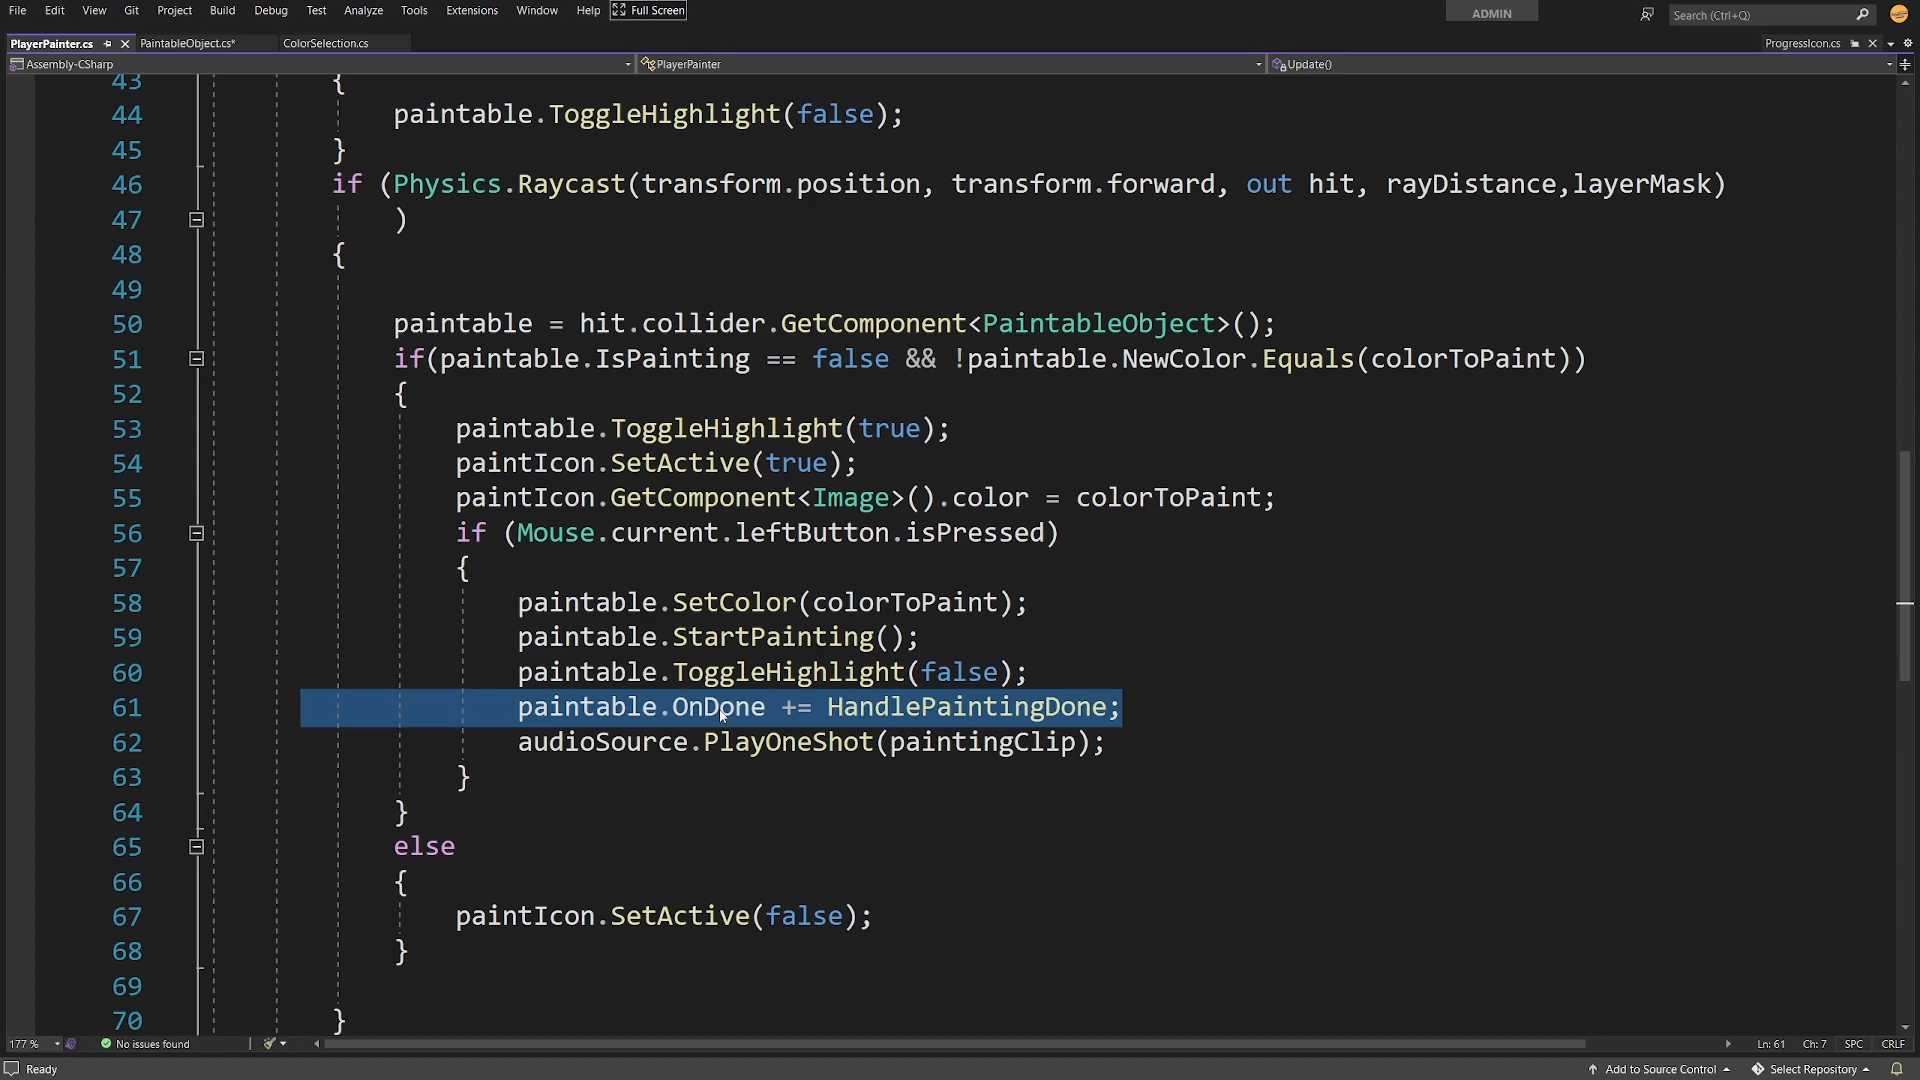 File Edit View Git Project Build Debug Test Analyze Tools Extensions Window Help Full Screen ADMIN Search (Ctrl+Q)
PlayerPainter.cs PaintableObject.cs* ColorSelection.cs ProgressIcon.cs
Assembly-CSharp PlayerPainter Update()
43 {
44 paintable.ToggleHighlight(false);
45 }
46 if (Physics.Raycast(transform.position, transform.forward, out hit, rayDistance,layerMask)
47 )
48 {
49
50 paintable = hit.collider.GetComponent<PaintableObject>();
51 if(paintable.IsPainting == false && !paintable.NewColor.Equals(colorToPaint))
52 {
53 paintable.ToggleHighlight(true);
54 paintIcon.SetActive(true);
55 paintIcon.GetComponent<Image>().color = colorToPaint;
56 if (Mouse.current.leftButton.isPressed)
57 {
58 paintable.SetColor(colorToPaint);
59 paintable.StartPainting();
60 paintable.ToggleHighlight(false);
61 paintable.OnDone += HandlePaintingDone;
62 audioSource.PlayOneShot(paintingClip);
63 }
64 }
65 else
66 {
67 paintIcon.SetActive(false);
68 }
69
70 }
177 % No issues found Ln: 61 Ch: 7 SPC CRLF
Ready Add to Source Control Select Repository